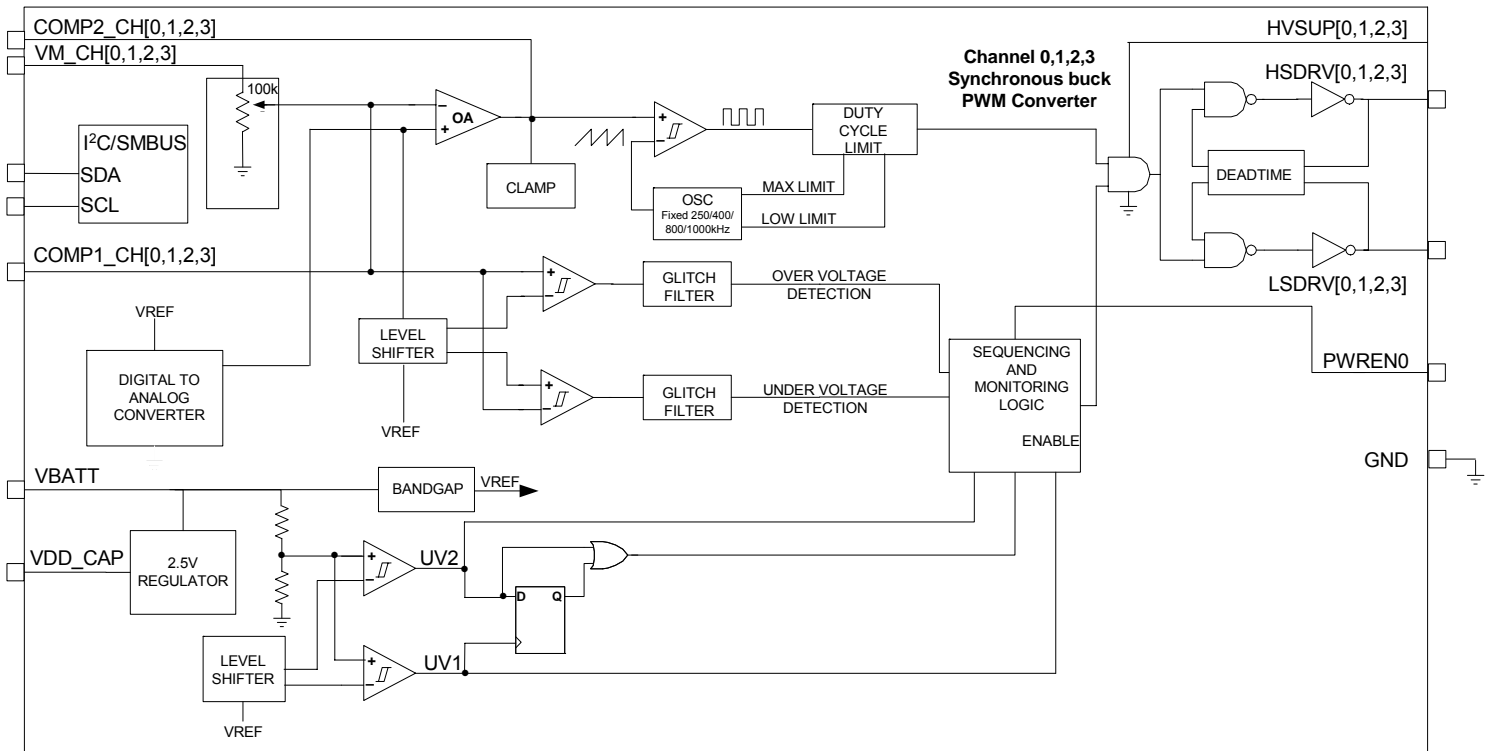 COMP2_CH[0,1,2,3]
VM_CH[0,1,2,3]
100k
I²C/SMBUS
SDA
SCL
OA
CLAMP
DUTY
CYCLE
LIMIT
OSC
Fixed 250/400/
800/1000kHz
MAX LIMIT
LOW LIMIT
Channel 0,1,2,3
Synchronous buck
PWM Converter
HVSUP[0,1,2,3]
HSDRV[0,1,2,3]
DEADTIME
LSDRV[0,1,2,3]
COMP1_CH[0,1,2,3]
VREF
DIGITAL TO
ANALOG
CONVERTER
LEVEL
SHIFTER
VREF
GLITCH
FILTER
OVER VOLTAGE
DETECTION
GLITCH
FILTER
UNDER VOLTAGE
DETECTION
SEQUENCING
AND
MONITORING
LOGIC
ENABLE
PWREN0
GND
VBATT
BANDGAP
VREF
VDD_CAP
2.5V
REGULATOR
UV2
D Q
LEVEL
SHIFTER
VREF
UV1